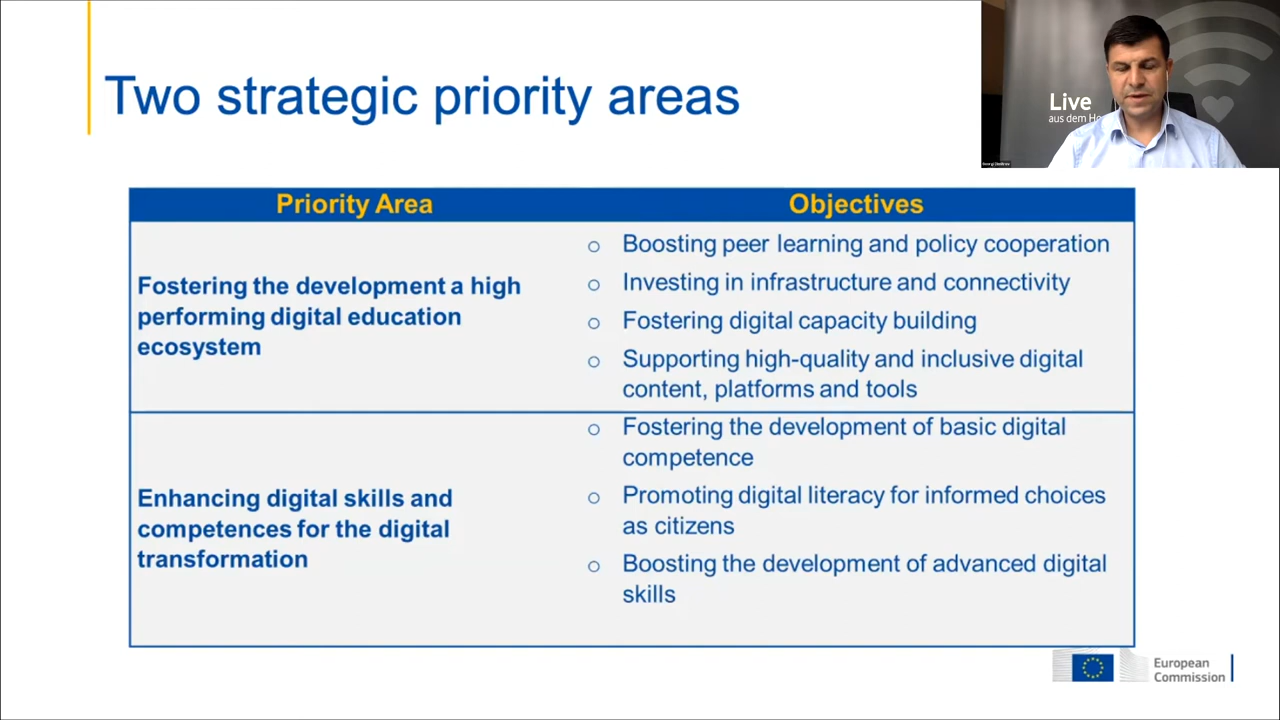 Two strategic priority areas
Live
aus dem Ho
Priority Area
Objectives
Fostering the development a high
performing digital education
ecosystem
o Boosting peer learning and policy cooperation
o Investing in infrastructure and connectivity
o Fostering digital capacity building
o Supporting high-quality and inclusive digital
content, platforms and tools
Enhancing digital skills and
competences for the digital
transformation
o Fostering the development of basic digital
competence
o Promoting digital literacy for informed choices
as citizens
o Boosting the development of advanced digital
skills
European
Commission